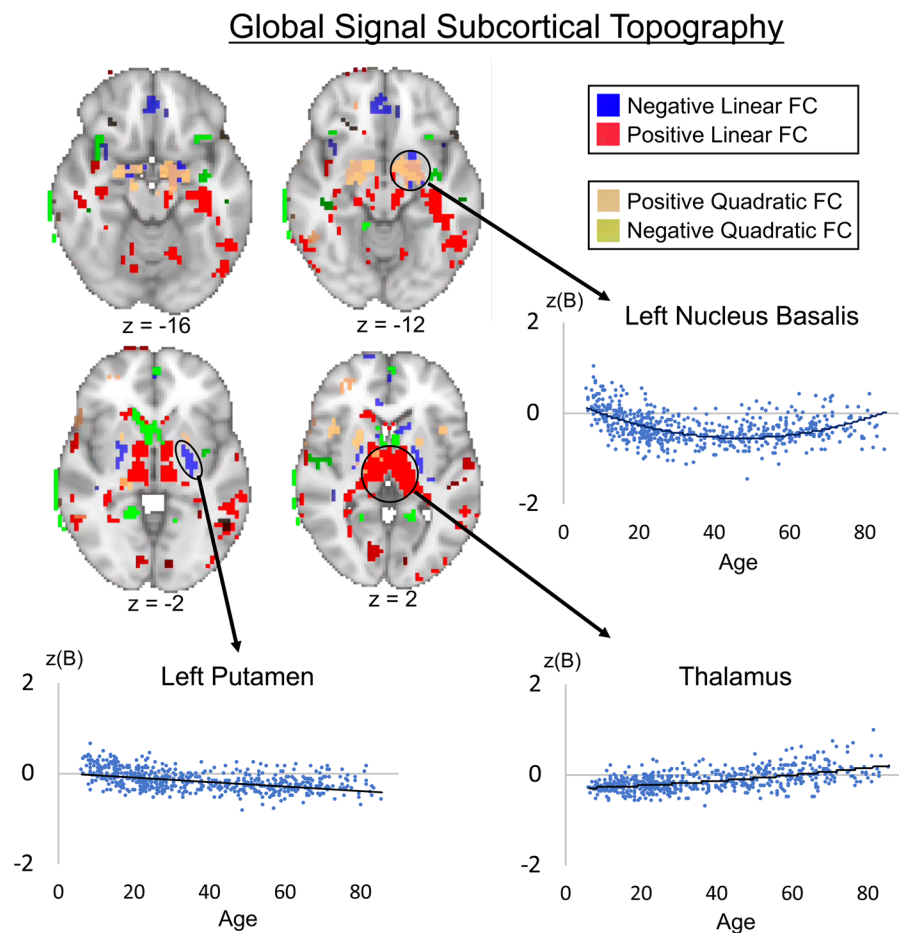 Global Signal Subcortical Topography
Negative Linear FC
Positive Linear FC
Positive Quadratic FC
Negative Quadratic FC
z = -16
z = -12
z(B)
Left Nucleus Basalis
2
0
-2
0 20 40 60 80
Age
z = -2
z = 2
z(B)
Left Putamen
2
0
-2
0 20 40 60 80
Age
z(B)
Thalamus
2
0
-2
0 20 40 60 80
Age